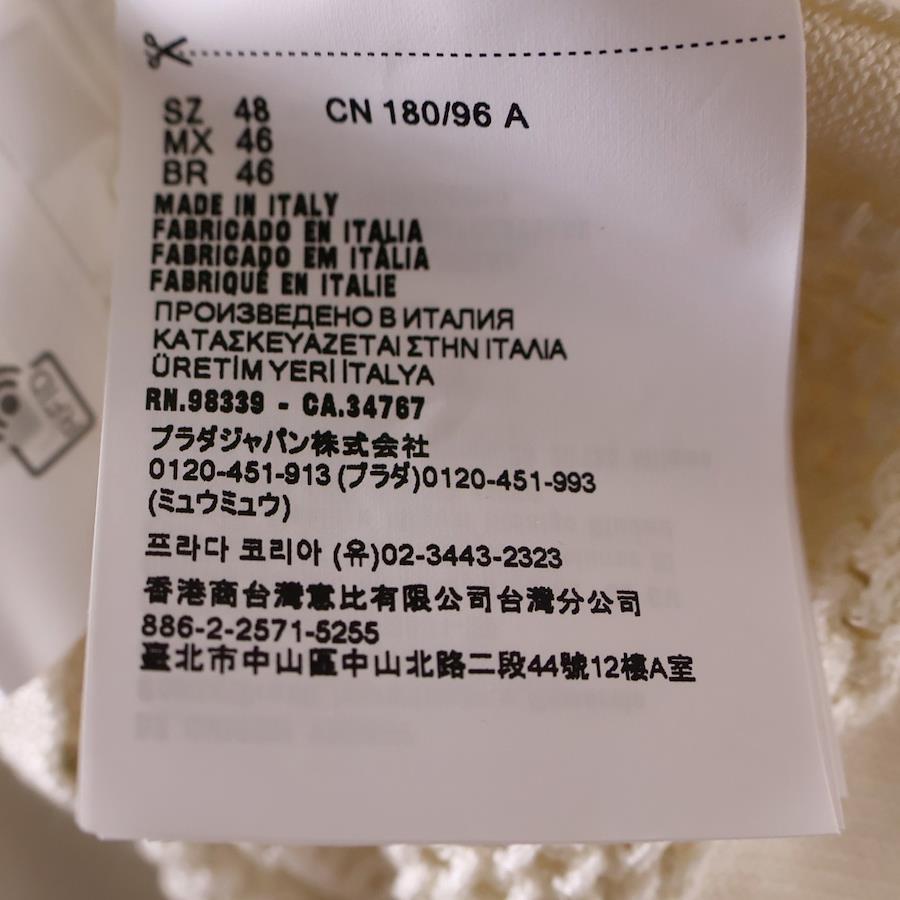 SZ 48 CN 180/96 A
MX 46
BR 46
MADE IN ITALY
FABRICADO EN ITALIA
FABRICADO EM ITÁLIA
FABRIQUÉ EN ITALIE
ПРОИЗВЕДЕНО В ИТАЛИЯ
ΚΑΤΑΣΚΕΥΑΖΕΤΑΙ ΣΤΗΝ ΙΤΑΛΙΑ
ÜRETİM YERİ İTALYA
RN.98339 - CA.34767
プラダジャパン株式会社
0120-451-913 (プラダ)0120-451-993
(ミュウミュウ)
프라다 코리아 (유)02-3443-2323
香港商台灣意比有限公司台灣分公司
886-2-2571-5255
臺北市中山區中山北路二段44號12樓A室
RFID